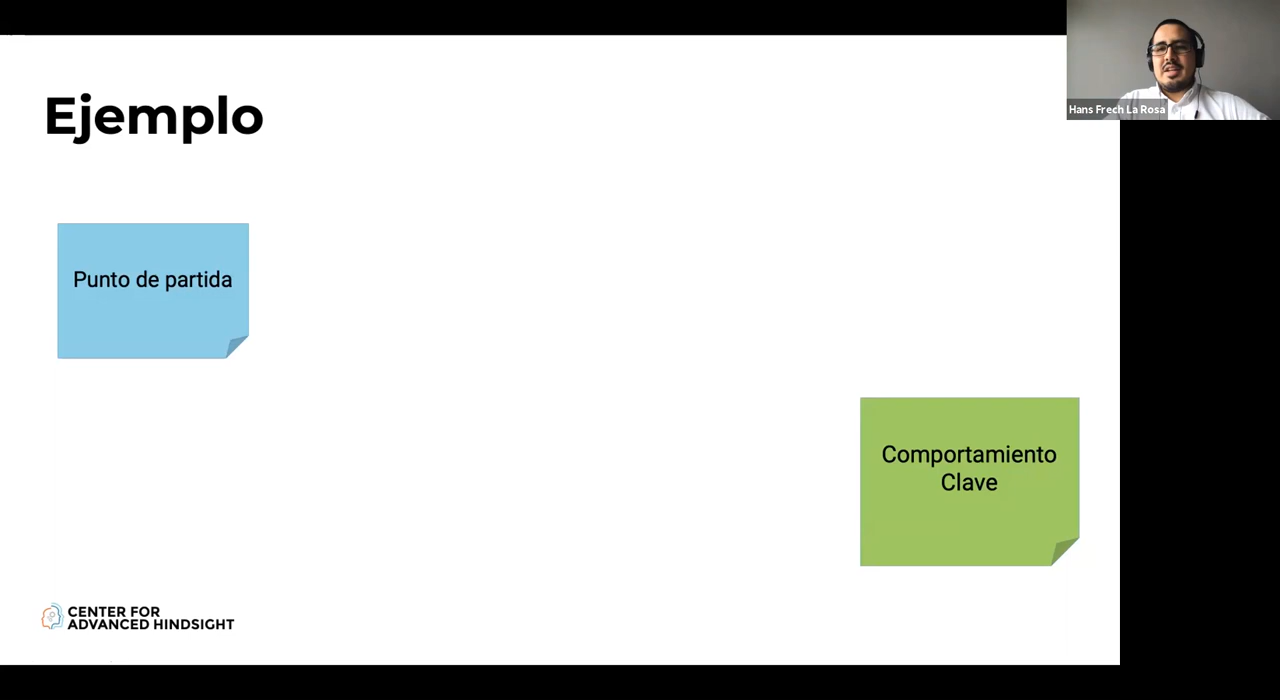 Ejemplo
Hans Frech La Rosa
Punto de partida
Comportamiento
Clave
CENTER FOR
ADVANCED HINDSIGHT